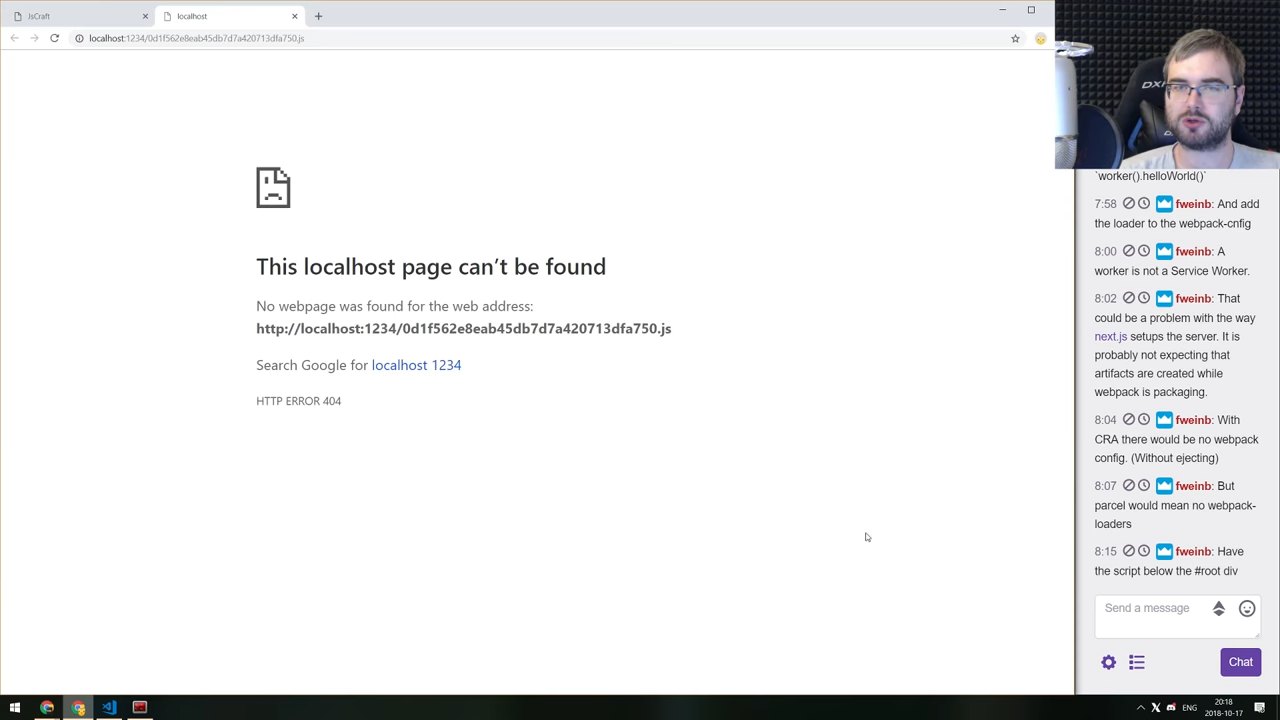 JsCraft
localhost
localhost:1234/0d1f562e8eab45db7d7a420713dfa750.js
This localhost page can't be found
No webpage was found for the web address:
http://localhost:1234/0d1f562e8eab45db7d7a420713dfa750.js
Search Google for localhost 1234
HTTP ERROR 404
DX
`worker().helloWorld()`
7:58 fweinb: And add
the loader to the webpack-cnfig
8:00 fweinb: A
worker is not a Service Worker.
8:02 fweinb: That
could be a problem with the way
next.js setups the server. It is
probably not expecting that
artifacts are created while
webpack is packaging.
8:04 fweinb: With
CRA there would be no webpack
config. (Without ejecting)
8:07 fweinb: But
parcel would mean no webpack-
loaders
8:15 fweinb: Have
the script below the #root div
Send a message
Chat
ENG
20:18
2018-10-17